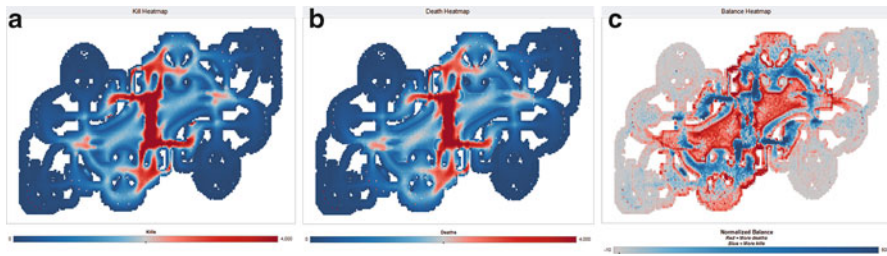 a
Kill Heatmap
b
Death Heatmap
c
Balance Heatmap
Kills
0
4,000
Deaths
0
4,000
Normalized Balance
Red = More deaths
Blue = More kills
-10